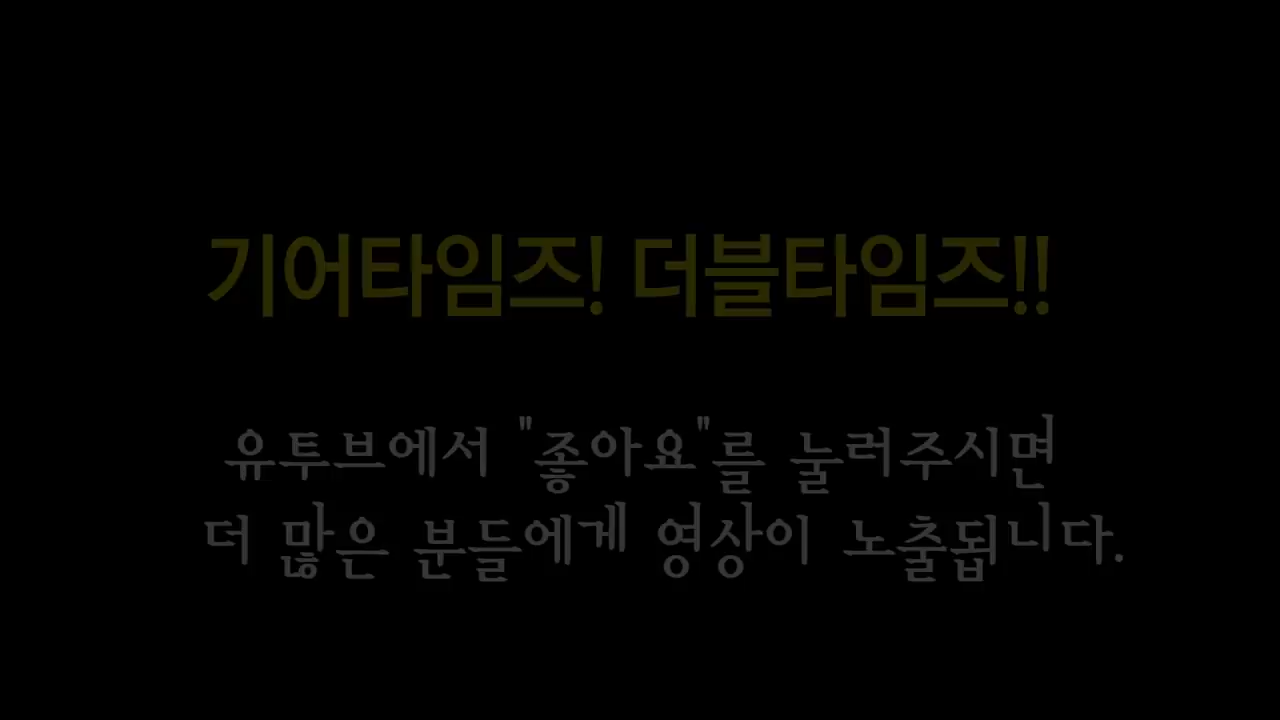 기어타임즈! 더블타임즈!!
유투브에서 "좋아요"를 눌러주시면
더 많은 분들에게 영상이 노출됩니다.